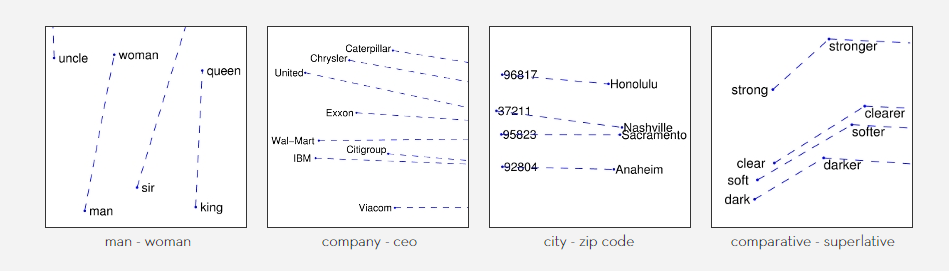 uncle
woman
queen
sir
man
king
man - woman
Caterpillar
Chrysler
United
Exxon
Wal-Mart
Citigroup
IBM
Viacom
company - ceo
96817
Honolulu
37211
Nashville
95823
Sacramento
92804
Anaheim
city - zip code
stronger
strong
clearer
softer
clear
darker
soft
dark
comparative - superlative